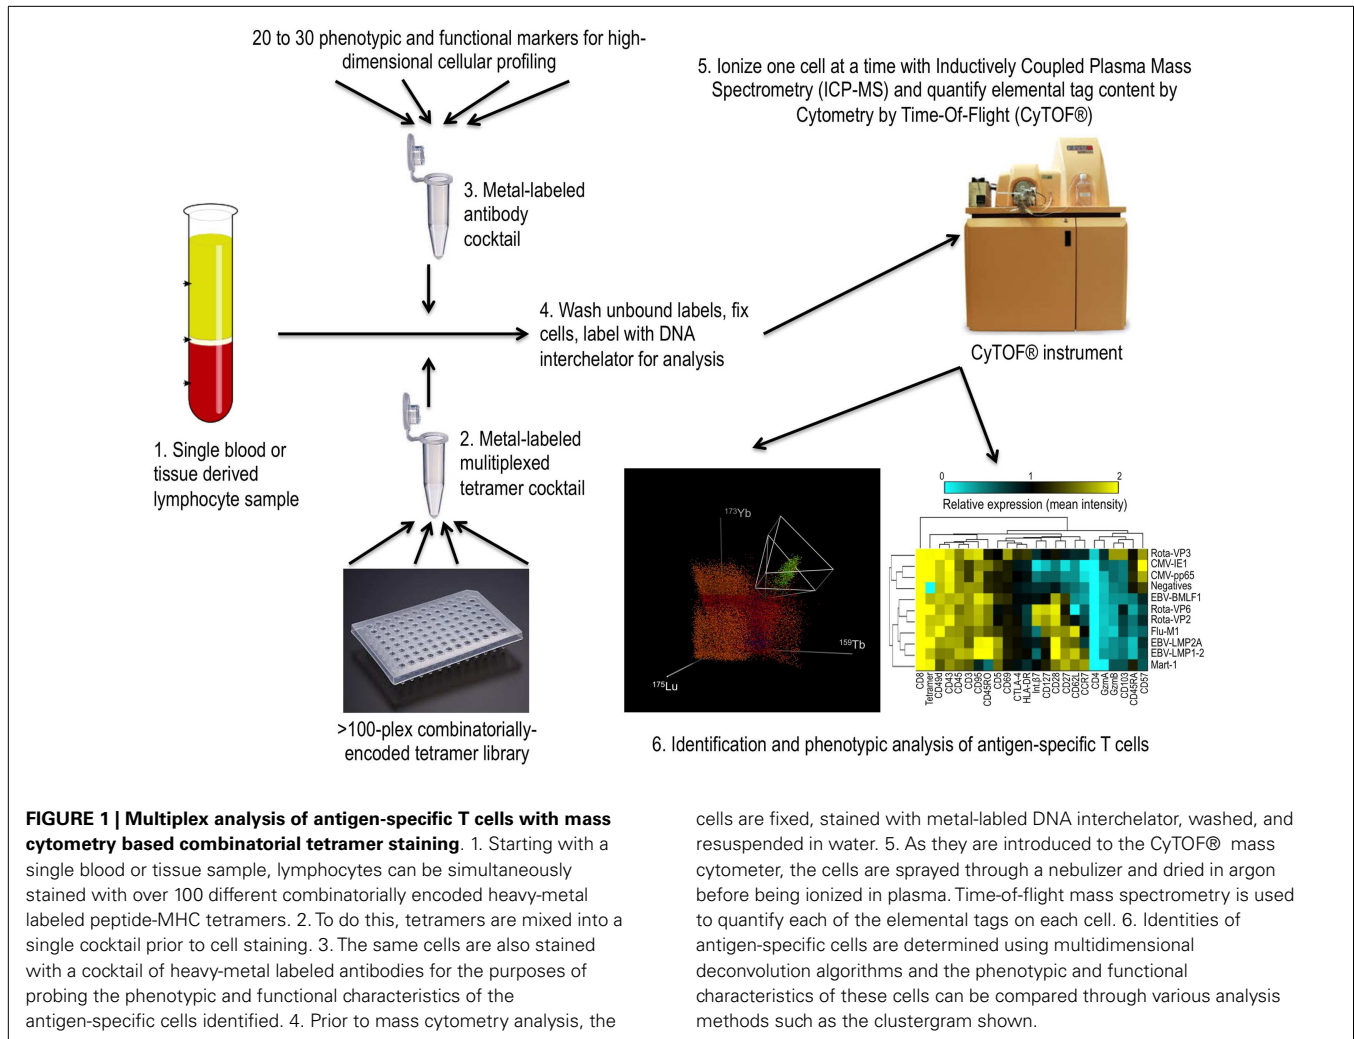 20 to 30 phenotypic and functional markers for high-
dimensional cellular profiling
5. Ionize one cell at a time with Inductively Coupled Plasma Mass
Spectrometry (ICP-MS) and quantify elemental tag content by
Cytometry by Time-Of-Flight (CyTOF®)
3. Metal-labeled
antibody
cocktail
4. Wash unbound labels, fix
cells, label with DNA
interchelator for analysis
CyTOF® instrument
1. Single blood or
tissue derived
lymphocyte sample
2. Metal-labeled
mulitiplexed
tetramer cocktail
>100-plex combinatorially-
encoded tetramer library
173Yb
159Tb
175Lu
0 1 2
Relative expression (mean intensity)
Rota-VP3
CMV-IE1
CMV-pp65
Negatives
EBV-BMLF1
Rota-VP6
Rota-VP2
Flu-M1
EBV-LMP2A
EBV-LMP1-2
Mart-1
CD8
Tetramer
CD49d
CD43
CD45
CD3
CD95
CD45RO
CD5
CD69
CTLA-4
HLA-DR
Int.β7
CD127
CD28
CD27
CD62L
CCR7
CD4
GzmA
GzmB
CD103
CD45RA
CD57
6. Identification and phenotypic analysis of antigen-specific T cells
FIGURE 1 | Multiplex analysis of antigen-specific T cells with mass
cytometry based combinatorial tetramer staining. 1. Starting with a
single blood or tissue sample, lymphocytes can be simultaneously
stained with over 100 different combinatorially encoded heavy-metal
labeled peptide-MHC tetramers. 2. To do this, tetramers are mixed into a
single cocktail prior to cell staining. 3. The same cells are also stained
with a cocktail of heavy-metal labeled antibodies for the purposes of
probing the phenotypic and functional characteristics of the
antigen-specific cells identified. 4. Prior to mass cytometry analysis, the
cells are fixed, stained with metal-labled DNA interchelator, washed, and
resuspended in water. 5. As they are introduced to the CyTOF® mass
cytometer, the cells are sprayed through a nebulizer and dried in argon
before being ionized in plasma. Time-of-flight mass spectrometry is used
to quantify each of the elemental tags on each cell. 6. Identities of
antigen-specific cells are determined using multidimensional
deconvolution algorithms and the phenotypic and functional
characteristics of these cells can be compared through various analysis
methods such as the clustergram shown.